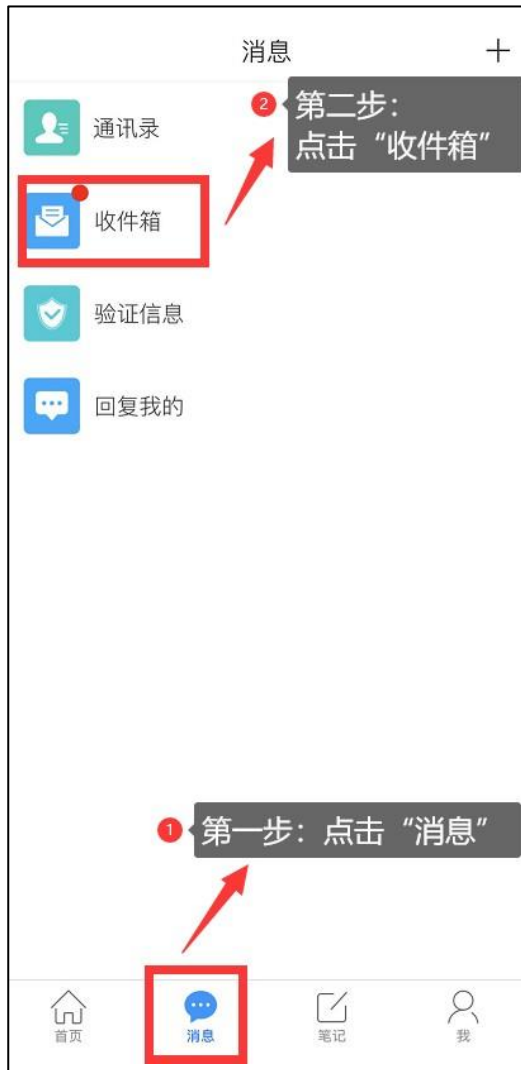 消息
通讯录
2
第二步：
点击“收件箱”
收件箱
验证信息
回复我的
1
第一步：点击“消息”
首页
消息
笔记
我